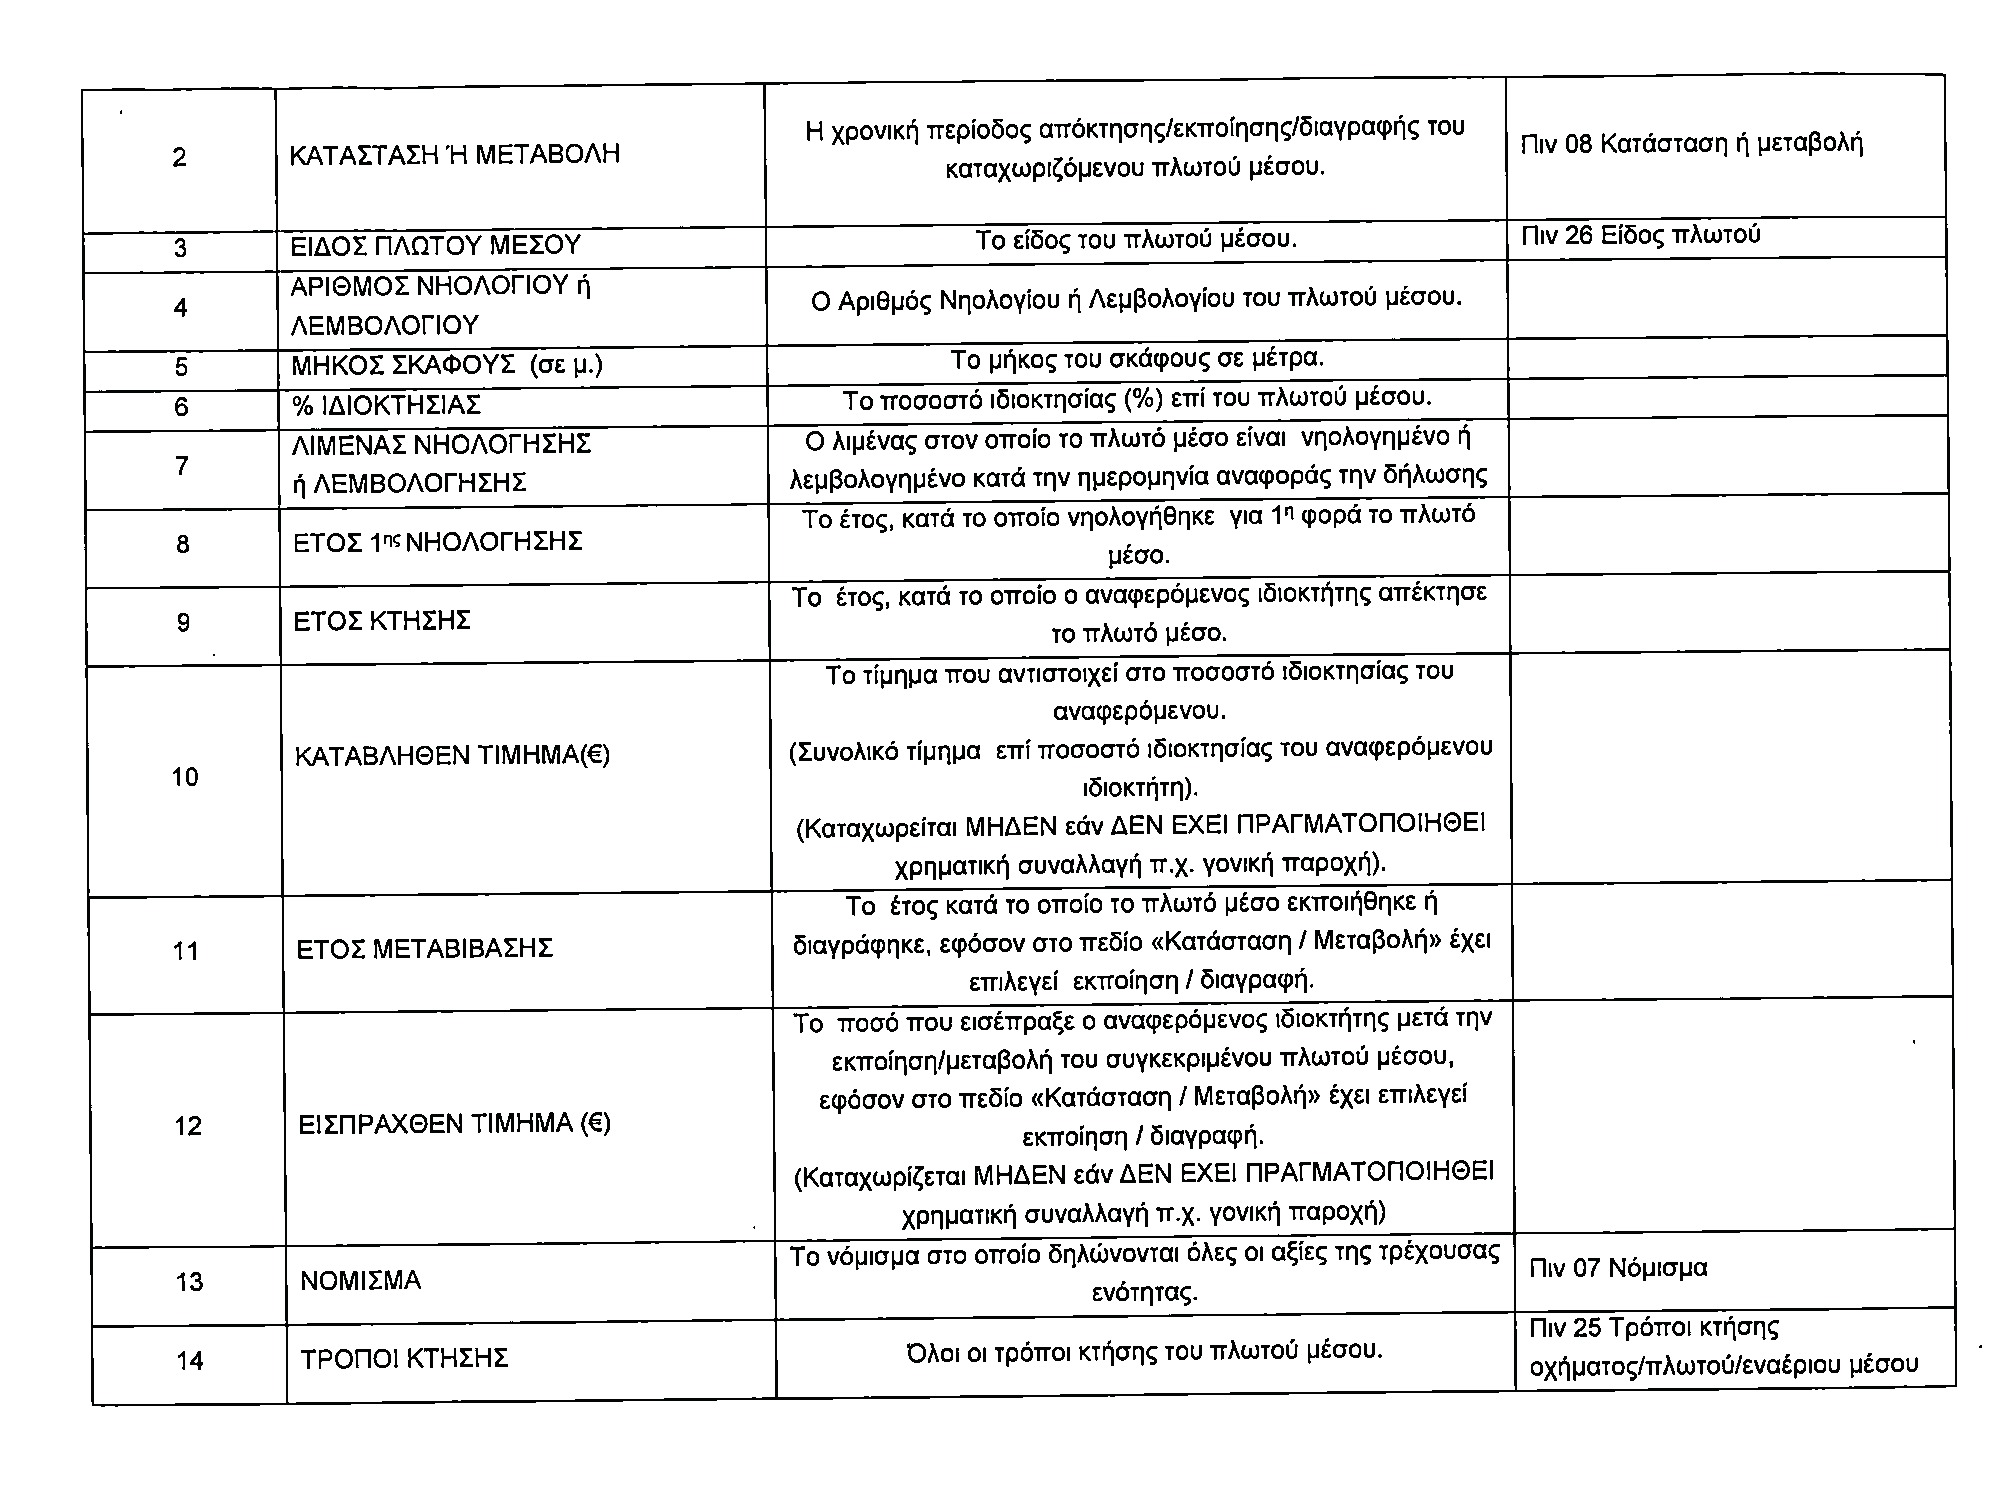 2
ΚΑΤΑΣΤΑΣΗ Ή ΜΕΤΑΒΟΛΗ
Η χρονική περίοδος απόκτησης/εκποίησης/διαγραφής του
καταχωριζόμενου πλωτού μέσου.
Πιν 08 Κατάσταση ή μεταβολή
3
ΕΙΔΟΣ ΠΛΩΤΟΥ ΜΕΣΟΥ
Το είδος του πλωτού μέσου.
Πιν 26 Είδος πλωτού
4
ΑΡΙΘΜΟΣ ΝΗΟΛΟΓΙΟΥ ή
ΛΕΜΒΟΛΟΓΙΟΥ
Ο Αριθμός Νηολογίου ή Λεμβολογίου του πλωτού μέσου.
5
ΜΗΚΟΣ ΣΚΑΦΟΥΣ (σε μ.)
Το μήκος του σκάφους σε μέτρα.
6
% ΙΔΙΟΚΤΗΣΙΑΣ
Το ποσοστό ιδιοκτησίας (%) επί του πλωτού μέσου.
7
ΛΙΜΕΝΑΣ ΝΗΟΛΟΓΗΣΗΣ
ή ΛΕΜΒΟΛΟΓΗΣΗΣ
Ο λιμένας στον οποίο το πλωτό μέσο είναι νηολογημένο ή
λεμβολογημένο κατά την ημερομηνία αναφοράς την δήλωσης
8
ΕΤΟΣ 1ης ΝΗΟΛΟΓΗΣΗΣ
Το έτος, κατά το οποίο νηολογήθηκε για 1η φορά το πλωτό
μέσο.
9
ΕΤΟΣ ΚΤΗΣΗΣ
Το έτος, κατά το οποίο ο αναφερόμενος ιδιοκτήτης απέκτησε
το πλωτό μέσο.
10
ΚΑΤΑΒΛΗΘΕΝ ΤΙΜΗΜΑ(€)
Το τίμημα που αντιστοιχεί στο ποσοστό ιδιοκτησίας του
αναφερόμενου.
(Συνολικό τίμημα επί ποσοστό ιδιοκτησίας του αναφερόμενου
ιδιοκτήτη).
(Καταχωρείται ΜΗΔΕΝ εάν ΔΕΝ ΕΧΕΙ ΠΡΑΓΜΑΤΟΠΟΙΗΘΕΙ
χρηματική συναλλαγή π.χ. γονική παροχή).
11
ΕΤΟΣ ΜΕΤΑΒΙΒΑΣΗΣ
Το έτος κατά το οποίο το πλωτό μέσο εκποιήθηκε ή
διαγράφηκε, εφόσον στο πεδίο «Κατάσταση / Μεταβολή» έχει
επιλεγεί εκποίηση / διαγραφή.
12
ΕΙΣΠΡΑΧΘΕΝ ΤΙΜΗΜΑ (€)
Το ποσό που εισέπραξε ο αναφερόμενος ιδιοκτήτης μετά την
εκποίηση/μεταβολή του συγκεκριμένου πλωτού μέσου,
εφόσον στο πεδίο «Κατάσταση / Μεταβολή» έχει επιλεγεί
εκποίηση / διαγραφή.
(Καταχωρίζεται ΜΗΔΕΝ εάν ΔΕΝ ΕΧΕΙ ΠΡΑΓΜΑΤΟΠΟΙΗΘΕΙ
χρηματική συναλλαγή π.χ. γονική παροχή)
13
ΝΟΜΙΣΜΑ
Το νόμισμα στο οποίο δηλώνονται όλες οι αξίες της τρέχουσας
ενότητας.
Πιν 07 Νόμισμα
14
ΤΡΟΠΟΙ ΚΤΗΣΗΣ
Όλοι οι τρόποι κτήσης του πλωτού μέσου.
Πιν 25 Τρόποι κτήσης
οχήματος/πλωτού/εναέριου μέσου